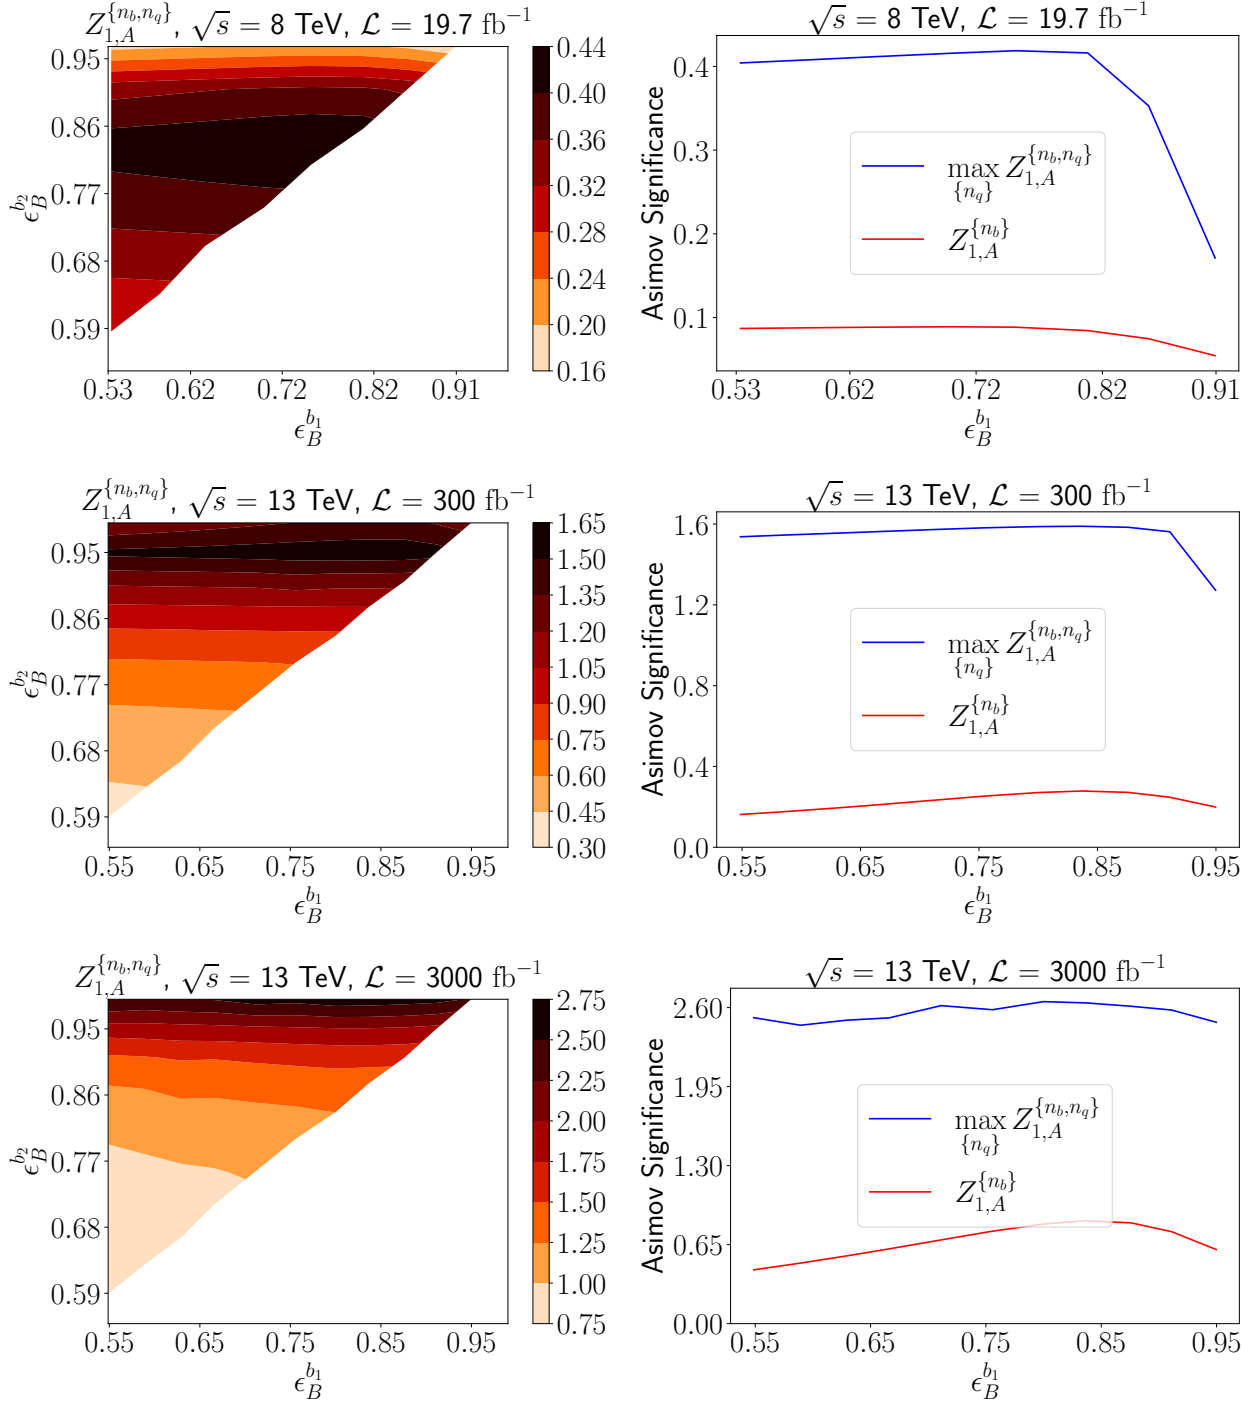 Z_{1,A}^{\{n_b,n_q\}}, √s = 8 TeV, ℒ = 19.7 fb⁻¹
0.95
0.86
0.77
0.68
0.59
ϵ_B^{b_2}
0.53 0.62 0.72 0.82 0.91
ϵ_B^{b_1}
0.44
0.40
0.36
0.32
0.28
0.24
0.20
0.16
√s = 8 TeV, ℒ = 19.7 fb⁻¹
Asimov Significance
0.4
0.3
0.2
0.1
max_{\{n_q\}} Z_{1,A}^{\{n_b,n_q\}}
Z_{1,A}^{\{n_b\}}
0.53 0.62 0.72 0.82 0.91
ϵ_B^{b_1}
Z_{1,A}^{\{n_b,n_q\}}, √s = 13 TeV, ℒ = 300 fb⁻¹
0.95
0.86
0.77
0.68
0.59
ϵ_B^{b_2}
0.55 0.65 0.75 0.85 0.95
ϵ_B^{b_1}
1.65
1.50
1.35
1.20
1.05
0.90
0.75
0.60
0.45
0.30
√s = 13 TeV, ℒ = 300 fb⁻¹
Asimov Significance
1.6
1.2
0.8
0.4
0.0
max_{\{n_q\}} Z_{1,A}^{\{n_b,n_q\}}
Z_{1,A}^{\{n_b\}}
0.55 0.65 0.75 0.85 0.95
ϵ_B^{b_1}
Z_{1,A}^{\{n_b,n_q\}}, √s = 13 TeV, ℒ = 3000 fb⁻¹
0.95
0.86
0.77
0.68
0.59
ϵ_B^{b_2}
0.55 0.65 0.75 0.85 0.95
ϵ_B^{b_1}
2.75
2.50
2.25
2.00
1.75
1.50
1.25
1.00
0.75
√s = 13 TeV, ℒ = 3000 fb⁻¹
Asimov Significance
2.60
1.95
1.30
0.65
0.00
max_{\{n_q\}} Z_{1,A}^{\{n_b,n_q\}}
Z_{1,A}^{\{n_b\}}
0.55 0.65 0.75 0.85 0.95
ϵ_B^{b_1}